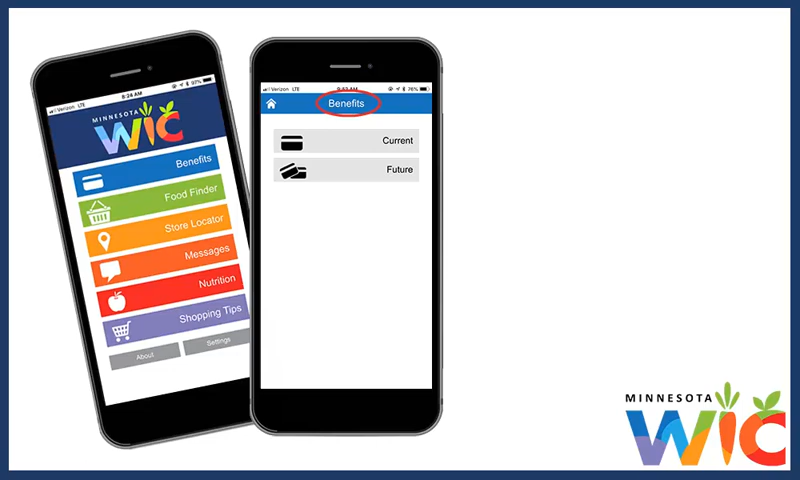 Verizon LTE
8:24 AM
97%
MINNESOTA
WIC
Benefits
Food Finder
Store Locator
Messages
Nutrition
Shopping Tips
About
Settings
Verizon LTE
76%
Benefits
Current
Future
MINNESOTA
WIC